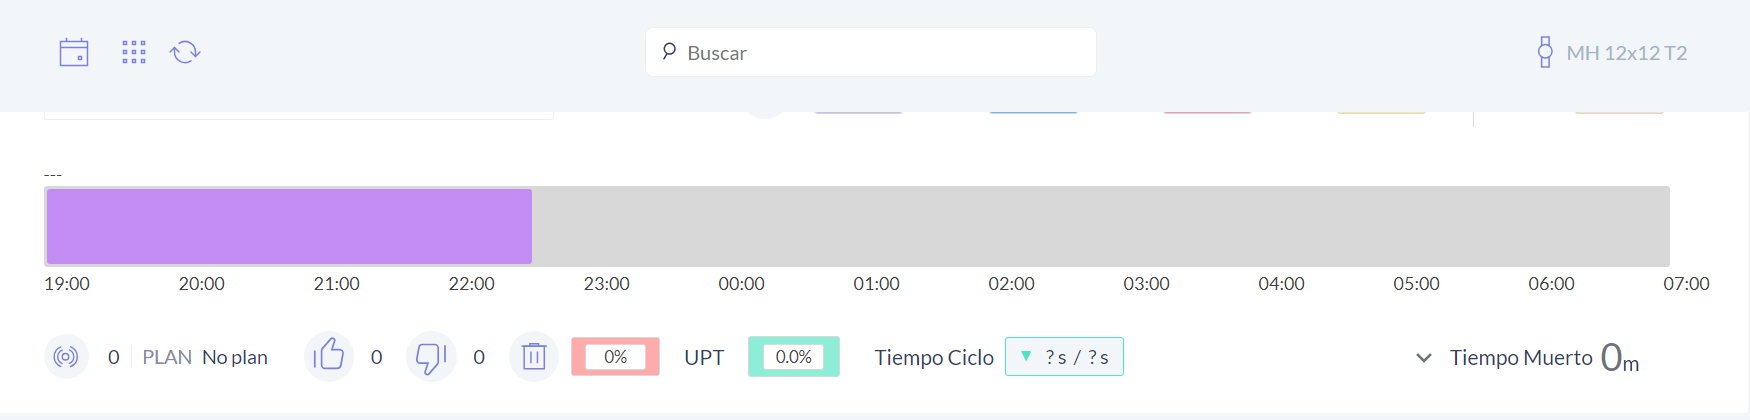 Buscar
MH 12x12 T2
---
19:00 20:00 21:00 22:00 23:00 00:00 01:00 02:00 03:00 04:00 05:00 06:00 07:00
0 PLAN No plan 0 0 0% UPT 0.0% Tiempo Ciclo ▼ ?s / ?s Tiempo Muerto 0m